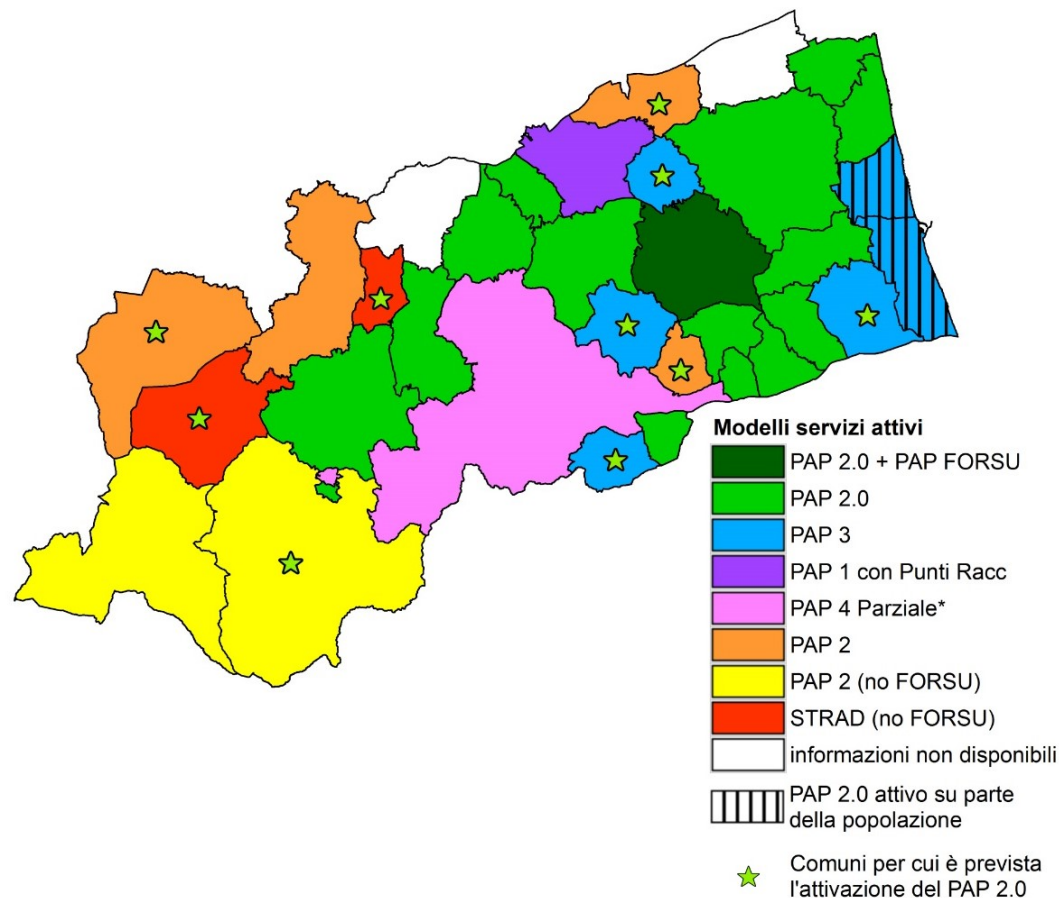 Modelli servizi attivi
PAP 2.0 + PAP FORSU
PAP 2.0
PAP 3
PAP 1 con Punti Racc
PAP 4 Parziale*
PAP 2
PAP 2 (no FORSU)
STRAD (no FORSU)
informazioni non disponibili
PAP 2.0 attivo su parte
della popolazione
Comuni per cui è prevista
l'attivazione del PAP 2.0